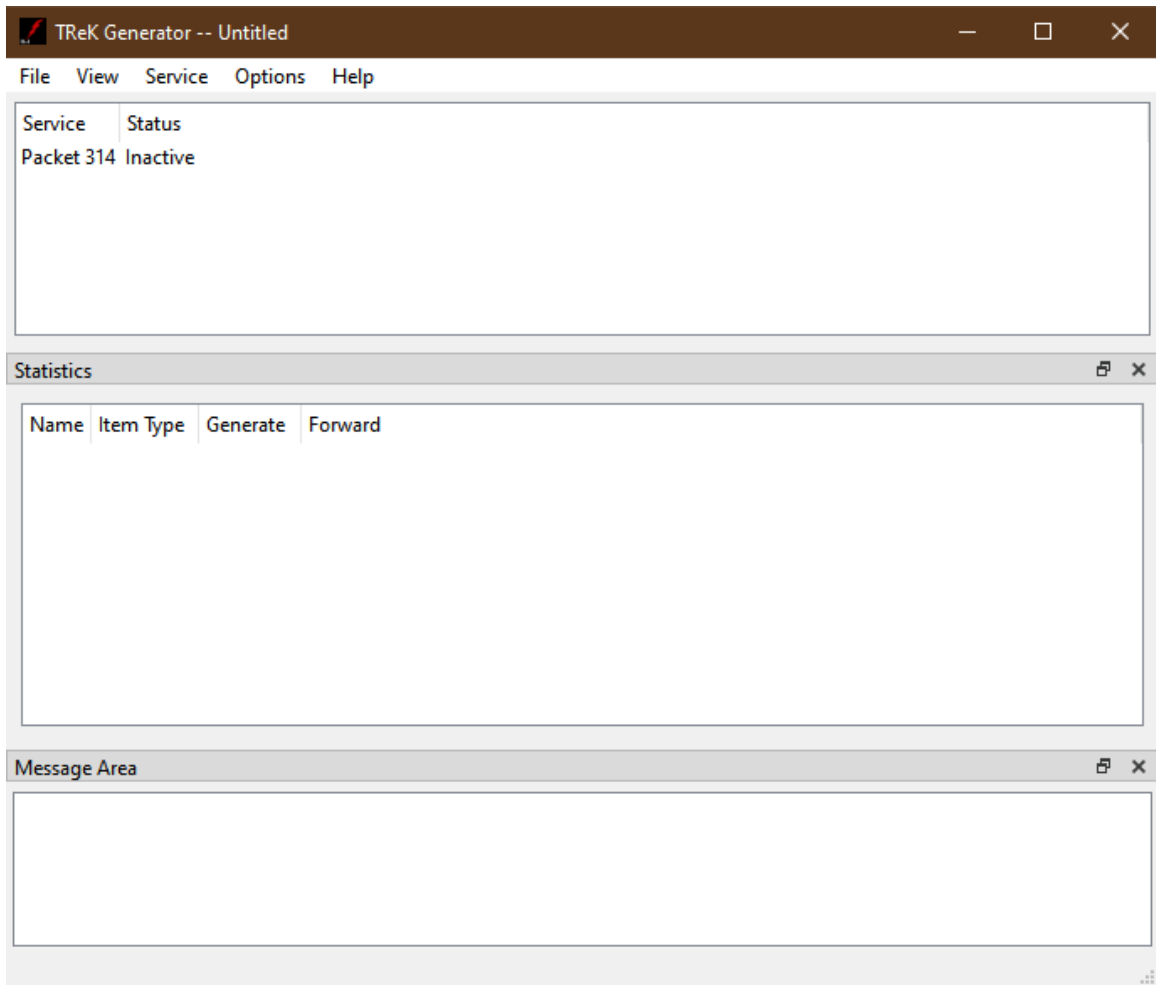 TReK Generator -- Untitled
File View Service Options Help
Service Status
Packet 314 Inactive
Statistics
Name Item Type Generate Forward
Message Area